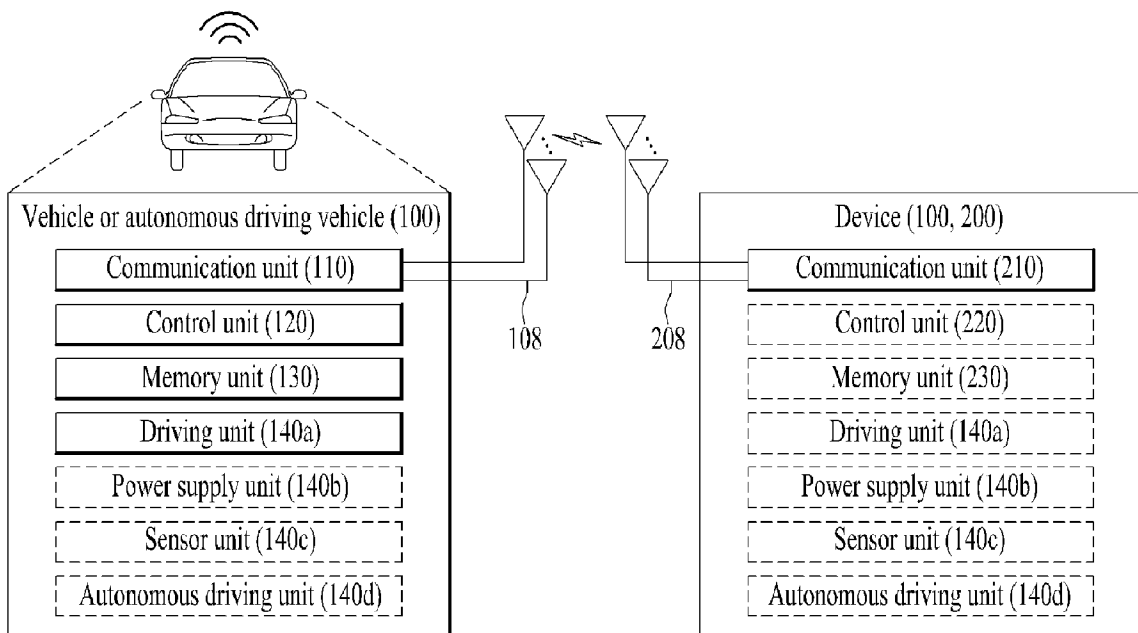 Vehicle or autonomous driving vehicle (100)
Communication unit (110)
Control unit (120)
Memory unit (130)
Driving unit (140a)
Power supply unit (140b)
Sensor unit (140c)
Autonomous driving unit (140d)
108
208
Device (100, 200)
Communication unit (210)
Control unit (220)
Memory unit (230)
Driving unit (140a)
Power supply unit (140b)
Sensor unit (140c)
Autonomous driving unit (140d)